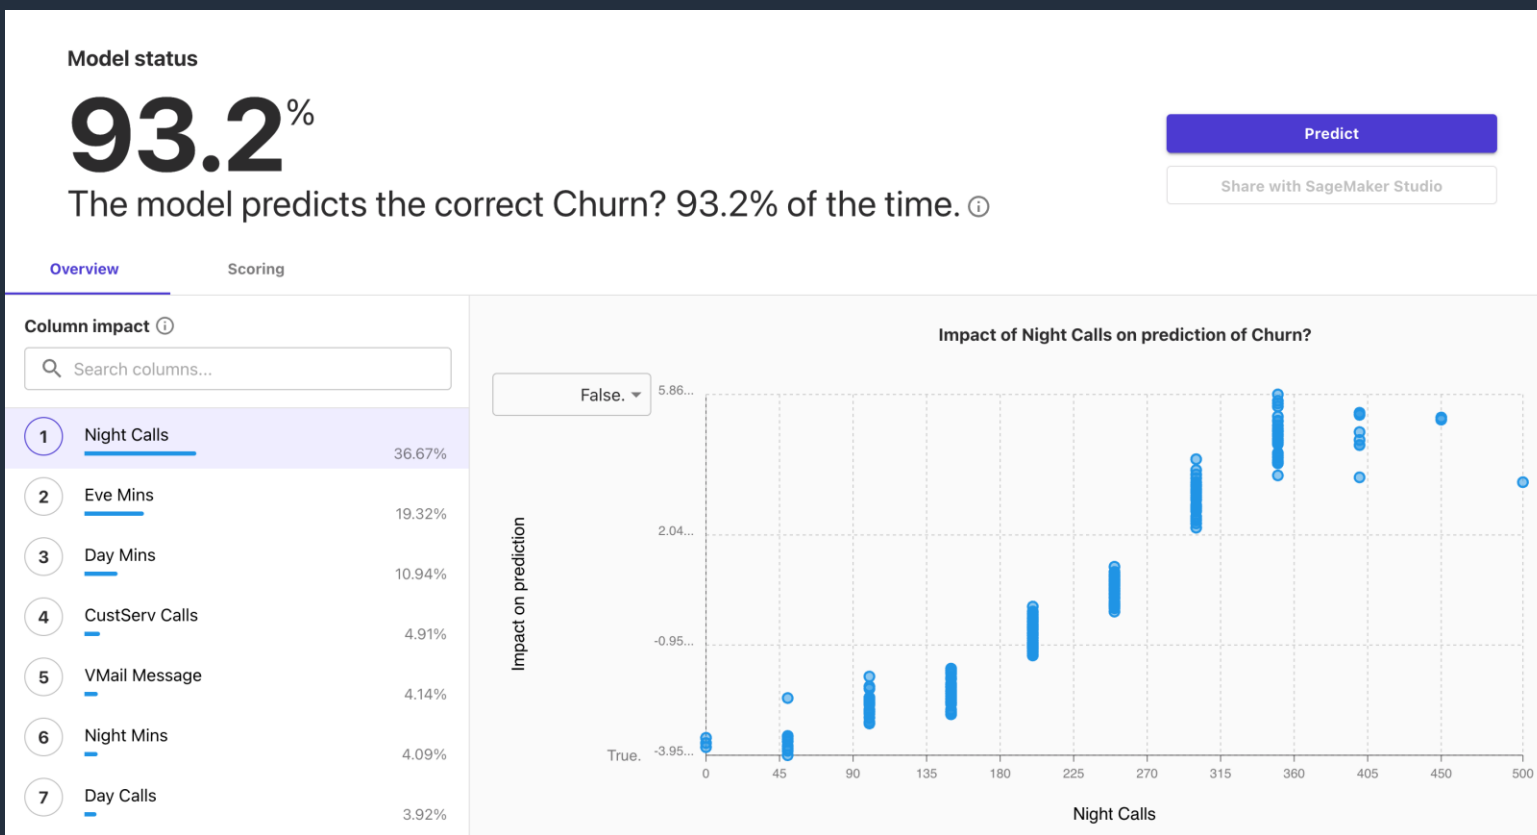 Model status
93.2%
The model predicts the correct Churn? 93.2% of the time.
Predict
Share with SageMaker Studio
Overview
Scoring
Column impact
Search columns...
1 Night Calls 36.67%
2 Eve Mins 19.32%
3 Day Mins 10.94%
4 CustServ Calls 4.91%
5 VMail Message 4.14%
6 Night Mins 4.09%
7 Day Calls 3.92%
Impact of Night Calls on prediction of Churn?
False.
5.86...
2.04...
-0.95...
True. -3.95...
Impact on prediction
0 45 90 135 180 225 270 315 360 405 450 500
Night Calls